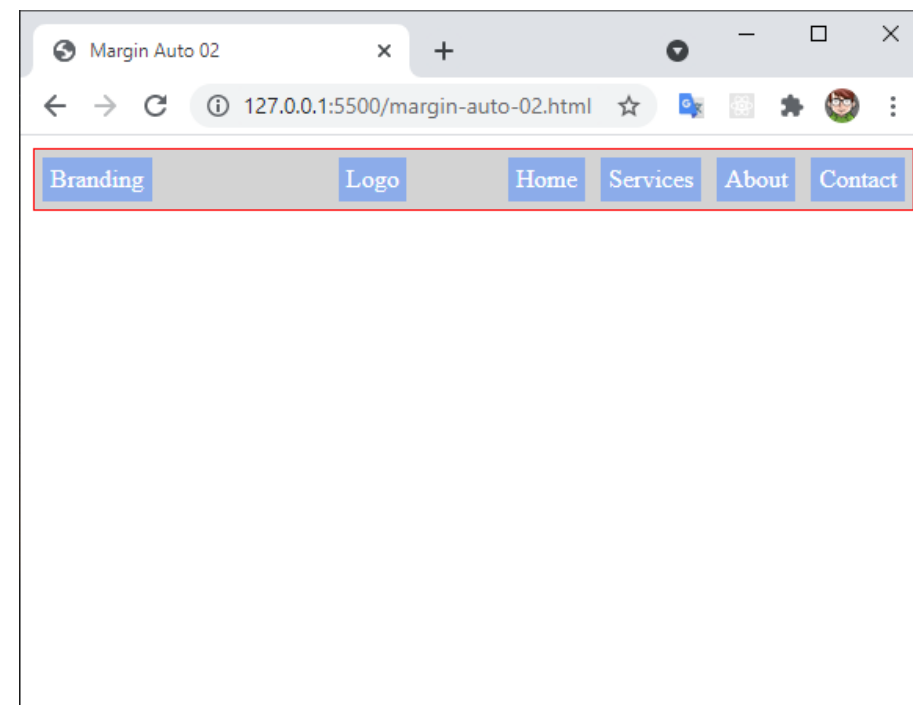 Margin Auto 02
127.0.0.1:5500/margin-auto-02.html
Branding Logo Home Services About Contact